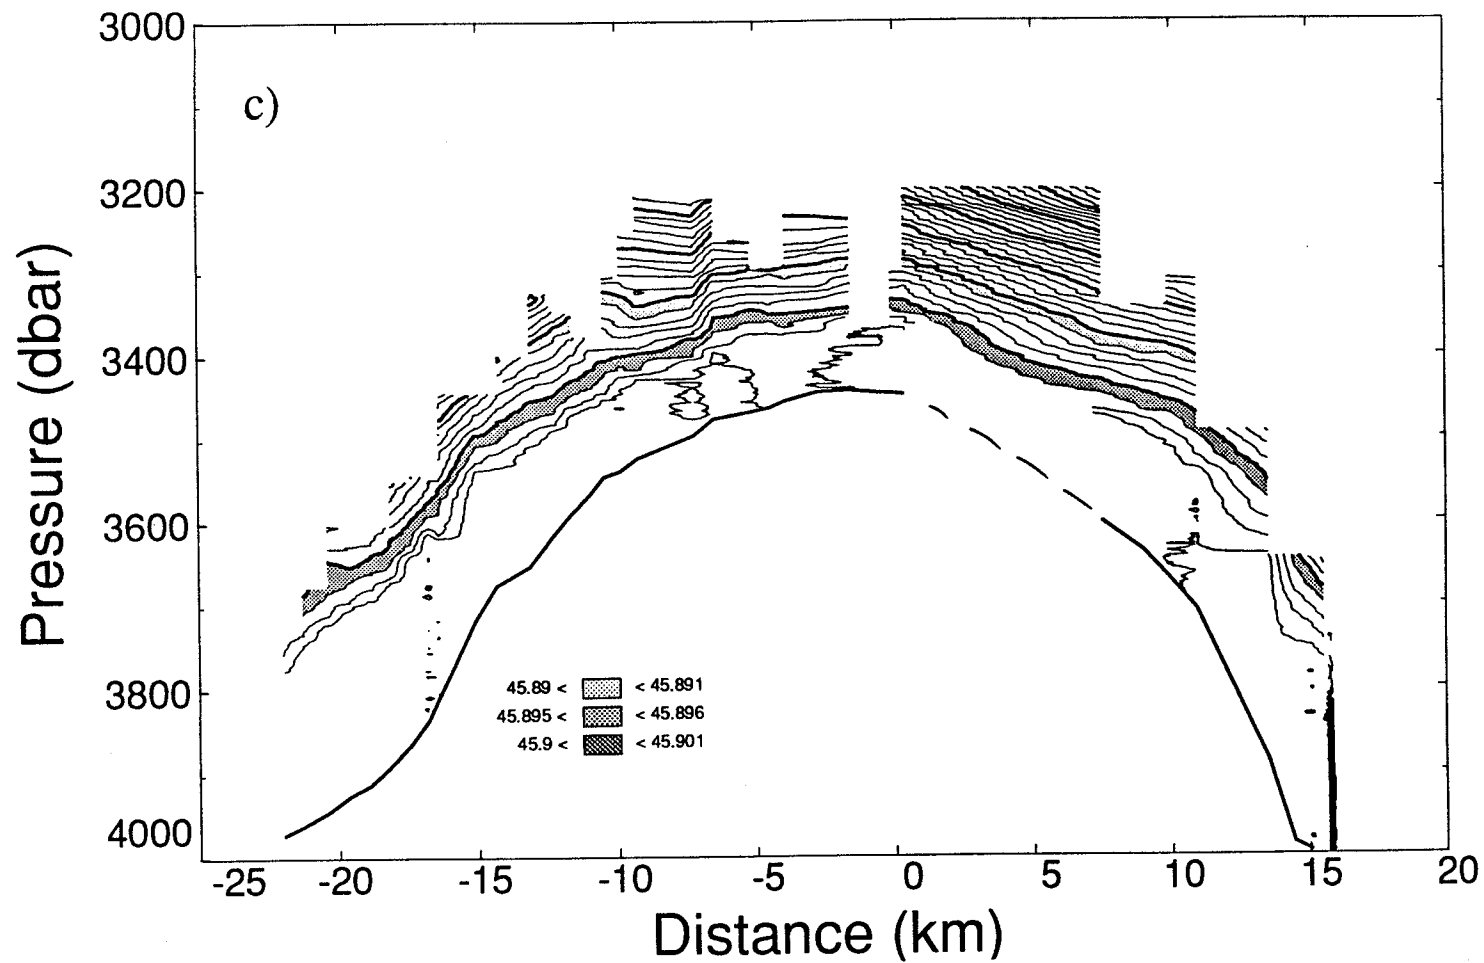 3000
c)
3200
3400
3600
3800
4000
Pressure (dbar)
45.89 < < 45.891
45.895 < < 45.896
45.9 < < 45.901
-25 -20 -15 -10 -5 0 5 10 15 20
Distance (km)